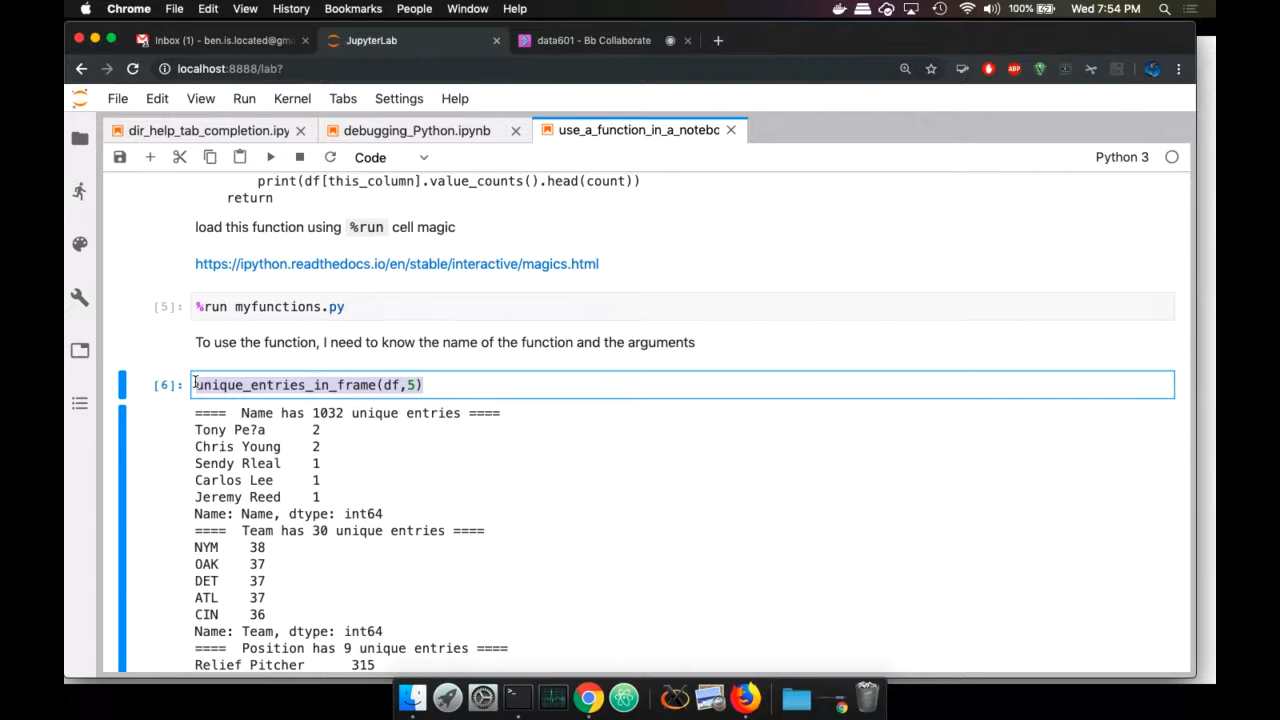 Chrome File Edit View History Bookmarks People Window Help 100% Wed 7:54 PM
Inbox (1) - ben.is.located@gm
JupyterLab
data601 - Bb Collaborate
localhost:8888/lab?
ABP
File Edit View Run Kernel Tabs Settings Help
dir_help_tab_completion.ipy
debugging_Python.ipynb
use_a_function_in_a_notebo
Code
Python 3
print(df[this_column].value_counts().head(count))
return
load this function using %run cell magic
https://ipython.readthedocs.io/en/stable/interactive/magics.html
[5]: %run myfunctions.py
To use the function, I need to know the name of the function and the arguments
[6]: unique_entries_in_frame(df,5)
==== Name has 1032 unique entries ====
Tony Pe?a 2
Chris Young 2
Sendy Rleal 1
Carlos Lee 1
Jeremy Reed 1
Name: Name, dtype: int64
==== Team has 30 unique entries ====
NYM 38
OAK 37
DET 37
ATL 37
CIN 36
Name: Team, dtype: int64
==== Position has 9 unique entries ====
Relief Pitcher 315